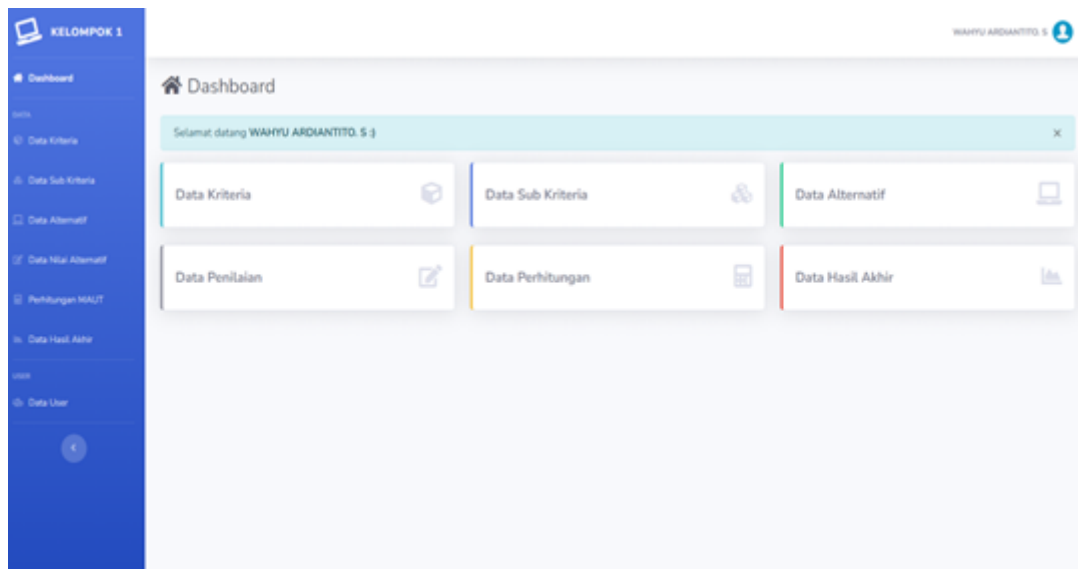 KELOMPOK 1
WAHYU ARDIANTITO. S
Dashboard
DATA
Data Kriteria
Data Sub Kriteria
Data Alternatif
Data Nilai Alternatif
Perhitungan MAUT
Data Hasil Akhir
USER
Data User
Dashboard
Selamat datang WAHYU ARDIANTITO. S :) ×
Data Kriteria
Data Sub Kriteria
Data Alternatif
Data Penilaian
Data Perhitungan
Data Hasil Akhir